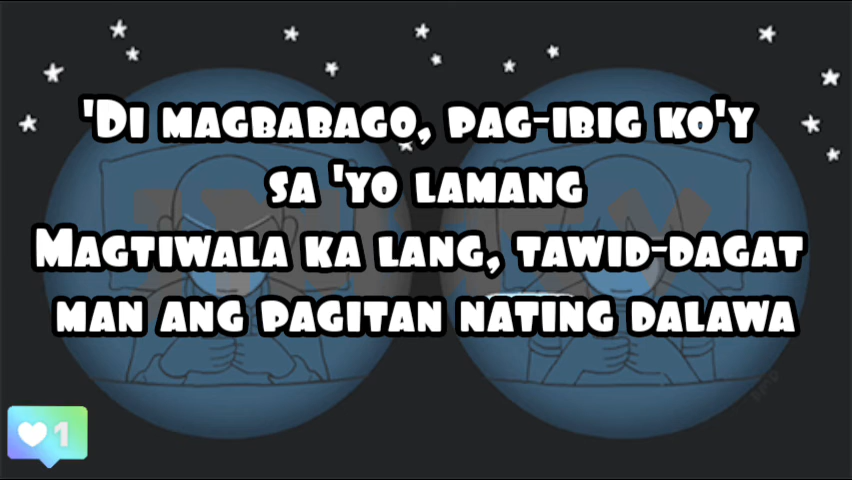 'Di magbabago, pag-ibig ko'y
sa 'yo lamang
Magtiwala ka lang, tawid-dagat
man ang pagitan nating dalawa
1